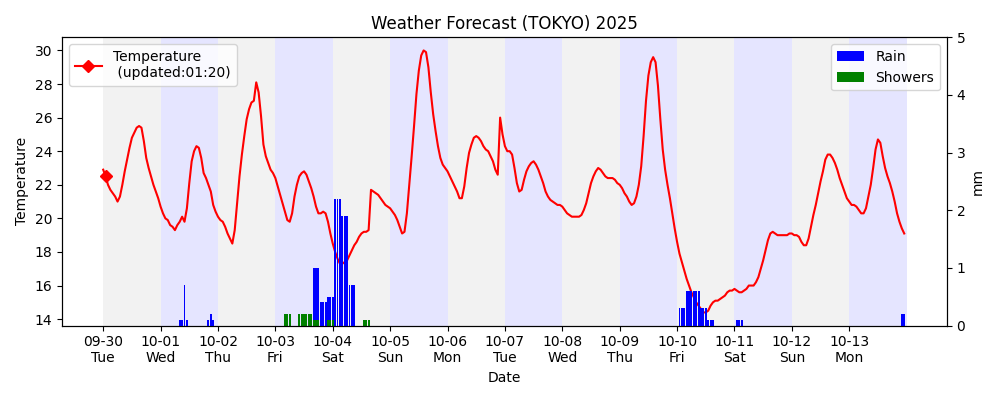 Weather Forecast (TOKYO) 2025
Temperature
(updated:01:20)
Rain
Showers
30
28
26
24
22
20
18
16
14
Temperature
5
4
3
2
1
0
mm
09-30 10-01 10-02 10-03 10-04 10-05 10-06 10-07 10-08 10-09 10-10 10-11 10-12 10-13
Tue Wed Thu Fri Sat Sun Mon Tue Wed Thu Fri Sat Sun Mon
Date